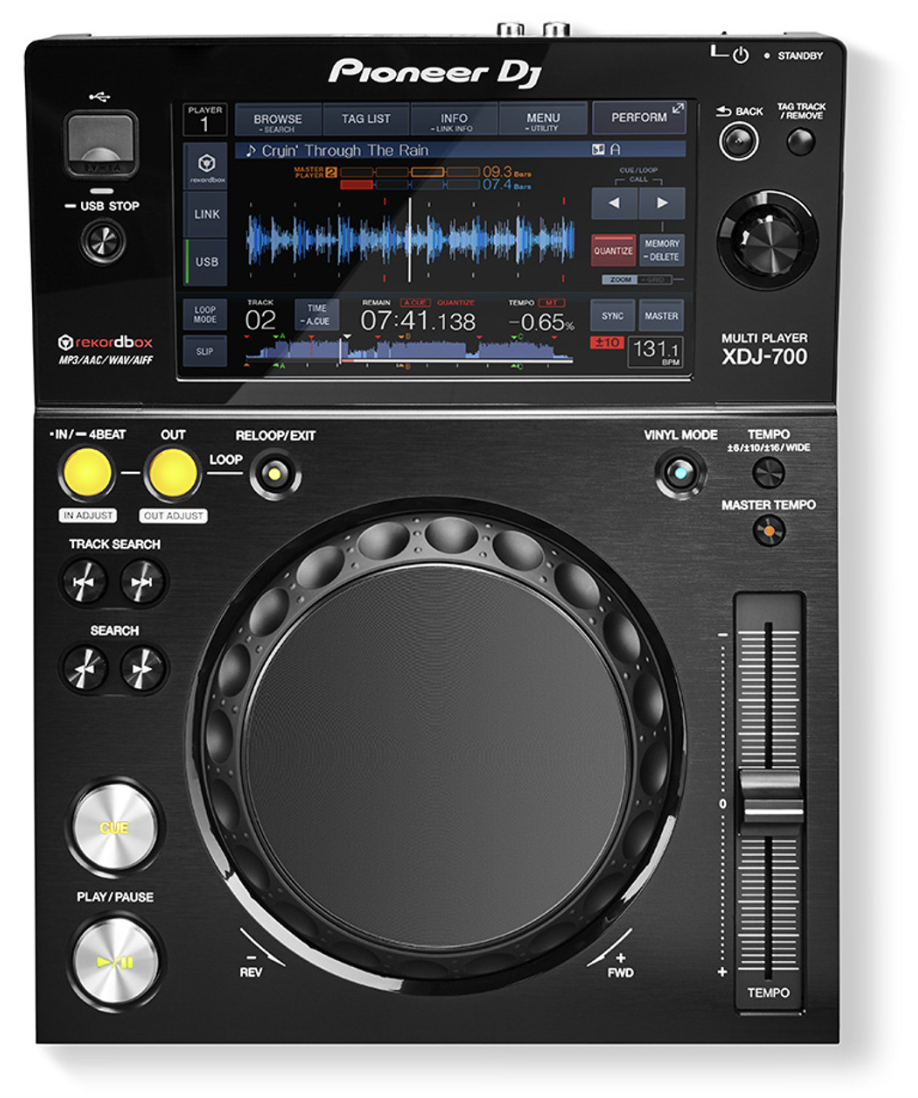 Pioneer Dj
STANDBY
PLAYER
1
BROWSE
- SEARCH
TAG LIST
INFO
- LINK INFO
MENU
- UTILITY
PERFORM
BACK
TAG TRACK
/ REMOVE
♪ Cryin' Through The Rain
A
rekordbox
MASTER
PLAYER 2
09.3 Bars
07.4 Bars
CUE/LOOP
CALL
USB STOP
LINK
USB
QUANTIZE
MEMORY
- DELETE
ZOOM
GRID
LOOP
MODE
TRACK
02
TIME
- A.CUE
REMAIN
A.CUE
QUANTIZE
07:41.138
TEMPO
MT
-0.65%
SYNC
MASTER
SLIP
A
B
C
±10
131.1
BPM
rekordbox
MP3/AAC/WAV/AIFF
MULTI PLAYER
XDJ-700
IN/ — 4BEAT
OUT
RELOOP/EXIT
LOOP
IN ADJUST
OUT ADJUST
VINYL MODE
TEMPO
±6/±10/±16/WIDE
MASTER TEMPO
TRACK SEARCH
SEARCH
CUE
PLAY/PAUSE
−
REV
+
FWD
−
0
+
TEMPO